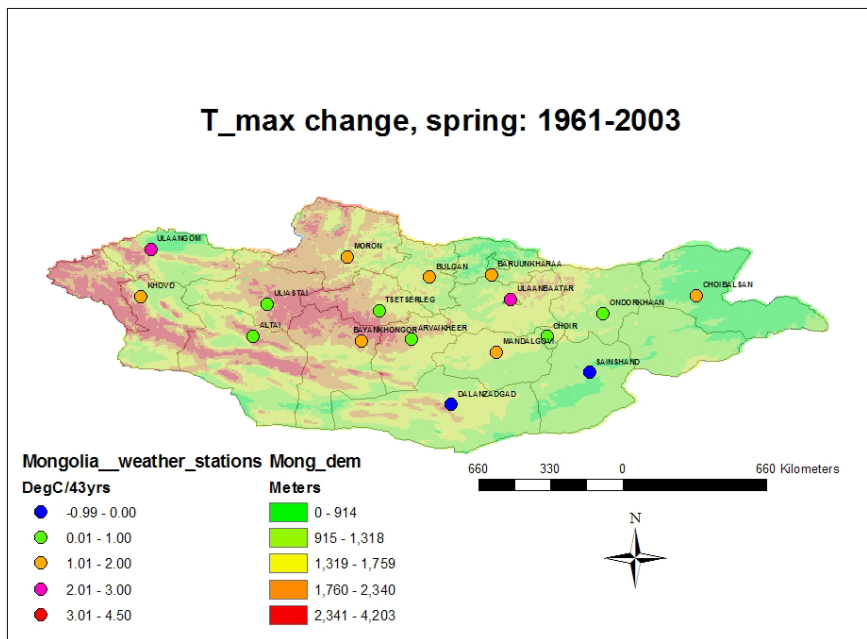 T_max change, spring: 1961-2003
ULAANGOM
MORON
BULGAN
BARUUNKHARAA
KHOVD
ULIASTAI
TSETSERLEG
ULAANBAATAR
CHOIBALSAN
ONDORKHAAN
ALTAI
BAYANKHONGOR
ARVAIKHEER
CHOIR
MANDALGOVI
SAINSHAND
DALANZADGAD
Mongolia__weather_stations
DegC/43yrs
-0.99 - 0.00
0.01 - 1.00
1.01 - 2.00
2.01 - 3.00
3.01 - 4.50
Mong_dem
Meters
0 - 914
915 - 1,318
1,319 - 1,759
1,760 - 2,340
2,341 - 4,203
660 330 0 660 Kilometers
N